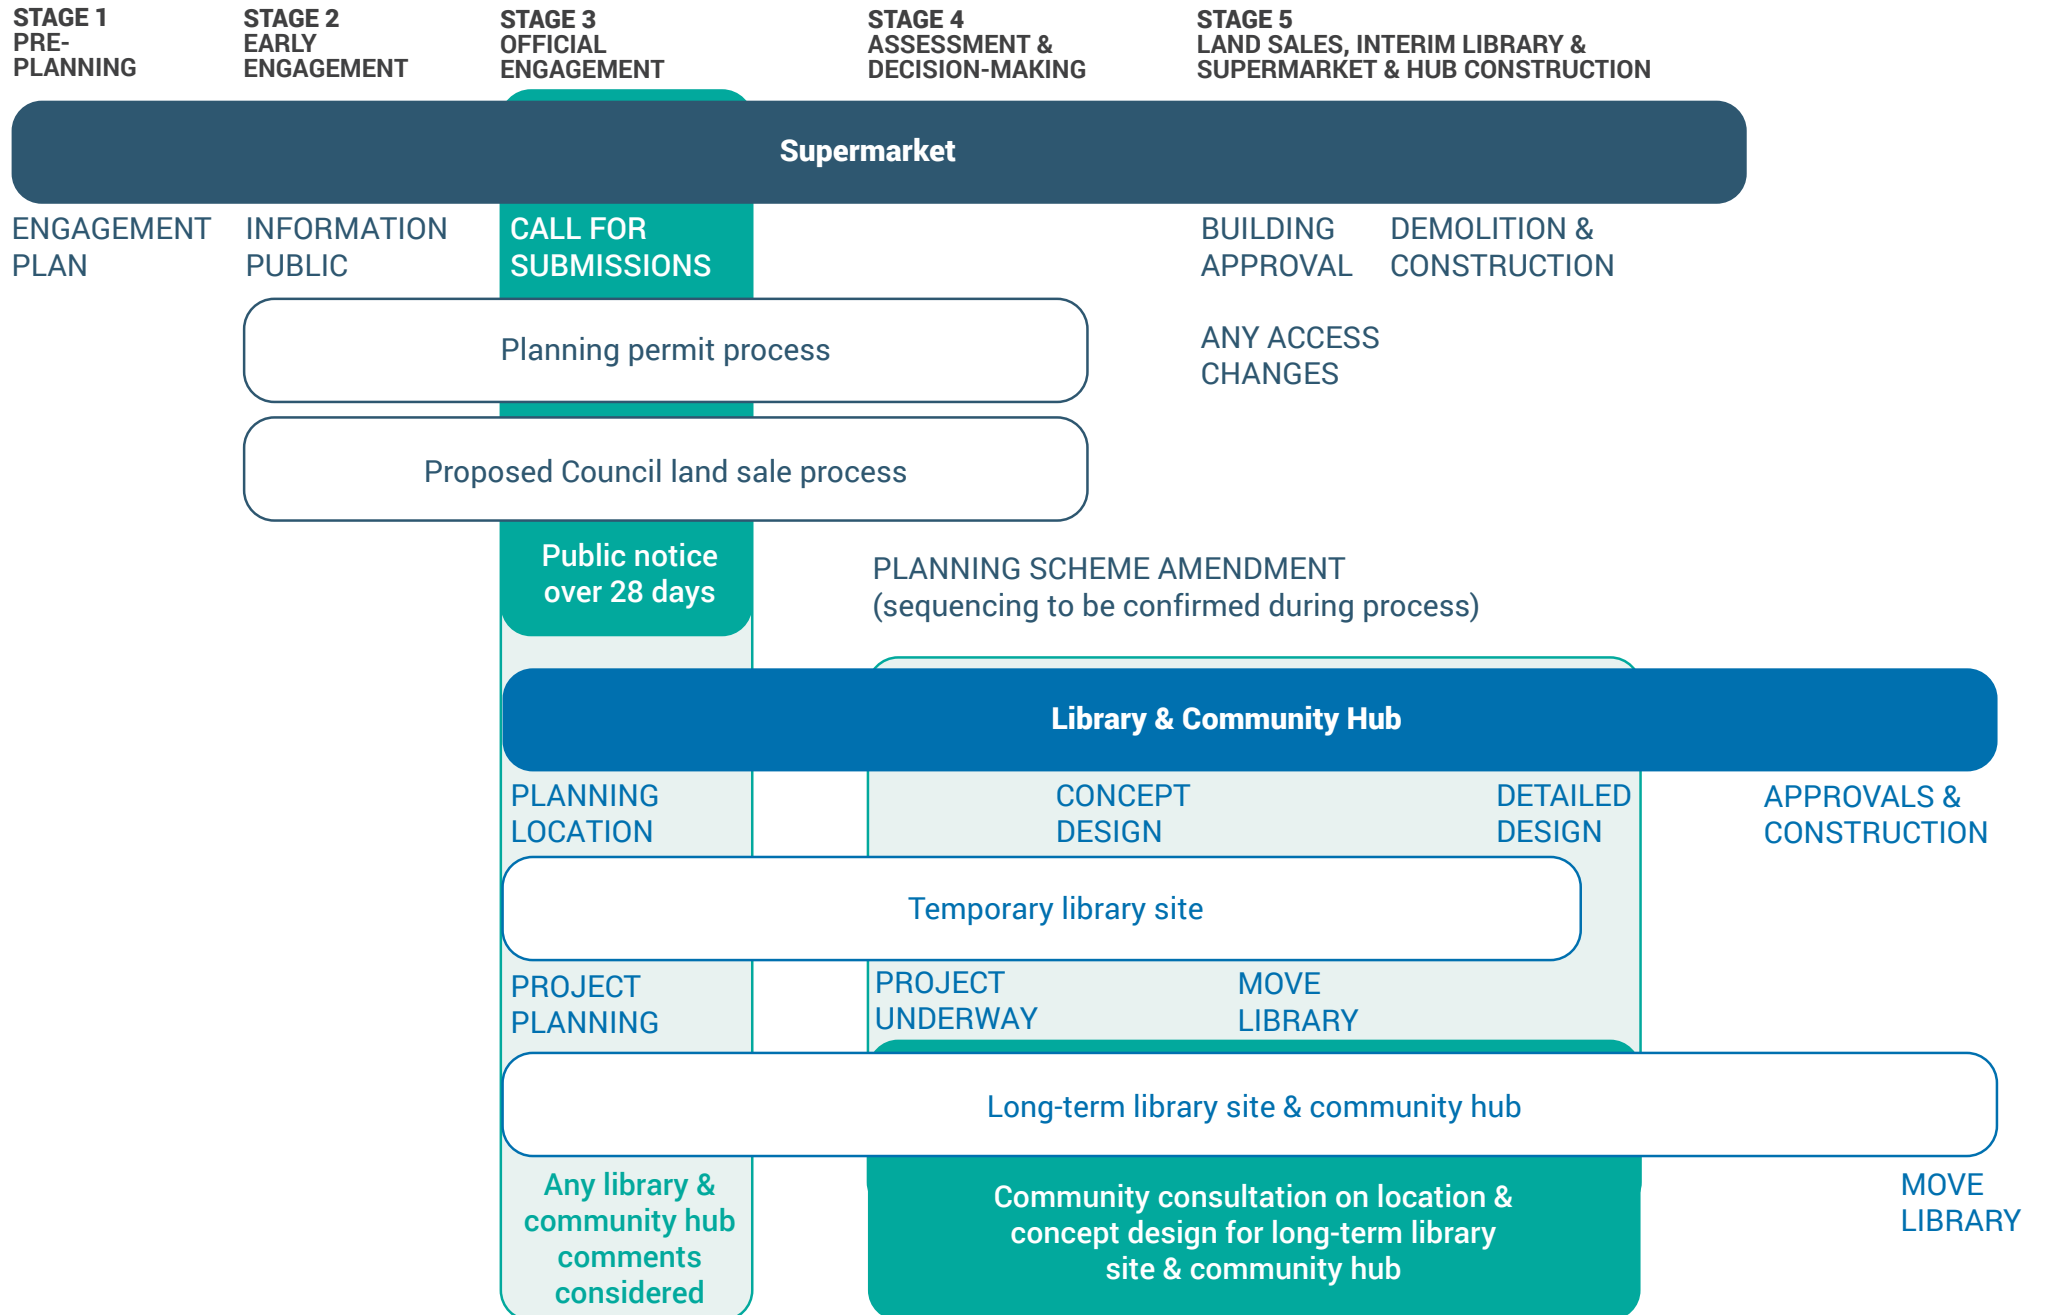 STAGE 1
PRE-
PLANNING
STAGE 2
EARLY
ENGAGEMENT
STAGE 3
OFFICIAL
ENGAGEMENT
STAGE 4
ASSESSMENT &
DECISION-MAKING
STAGE 5
LAND SALES, INTERIM LIBRARY &
SUPERMARKET & HUB CONSTRUCTION
Supermarket
ENGAGEMENT
PLAN
INFORMATION
PUBLIC
CALL FOR
SUBMISSIONS
BUILDING
APPROVAL
DEMOLITION &
CONSTRUCTION
Planning permit process
ANY ACCESS
CHANGES
Proposed Council land sale process
Public notice
over 28 days
PLANNING SCHEME AMENDMENT
(sequencing to be confirmed during process)
Library & Community Hub
PLANNING
LOCATION
CONCEPT
DESIGN
DETAILED
DESIGN
APPROVALS &
CONSTRUCTION
Temporary library site
PROJECT
PLANNING
PROJECT
UNDERWAY
MOVE
LIBRARY
Long-term library site & community hub
Any library &
community hub
comments
considered
Community consultation on location &
concept design for long-term library
site & community hub
MOVE
LIBRARY